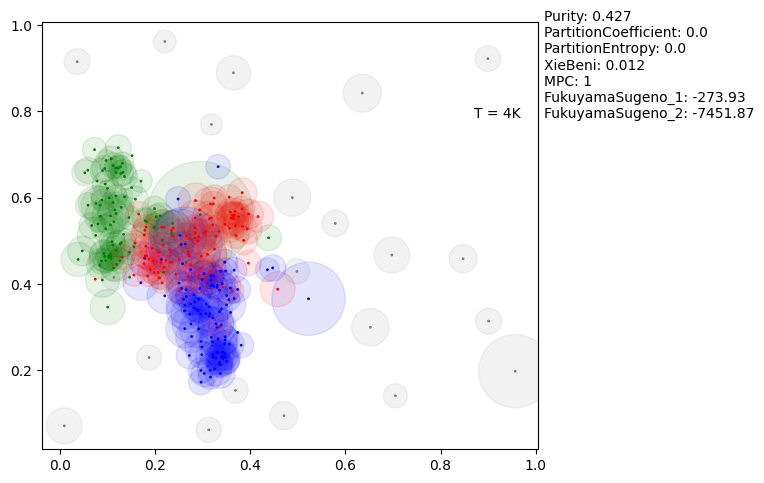 Purity: 0.427
PartitionCoefficient: 0.0
PartitionEntropy: 0.0
XieBeni: 0.012
MPC: 1
FukuyamaSugeno_1: -273.93
FukuyamaSugeno_2: -7451.87
T = 4K
1.0
0.8
0.6
0.4
0.2
0.0
0.2
0.4
0.6
0.8
1.0